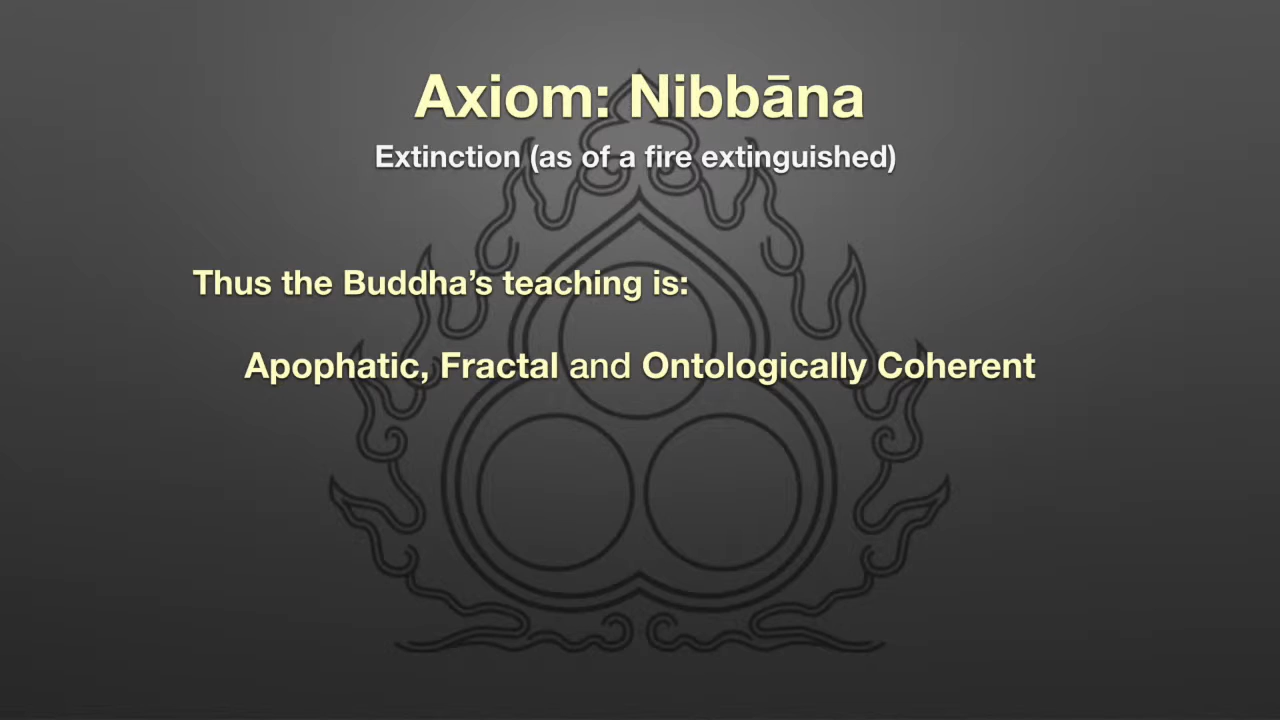 Axiom: Nibbāna
Extinction (as of a fire extinguished)
Thus the Buddha’s teaching is:
Apophatic, Fractal and Ontologically Coherent